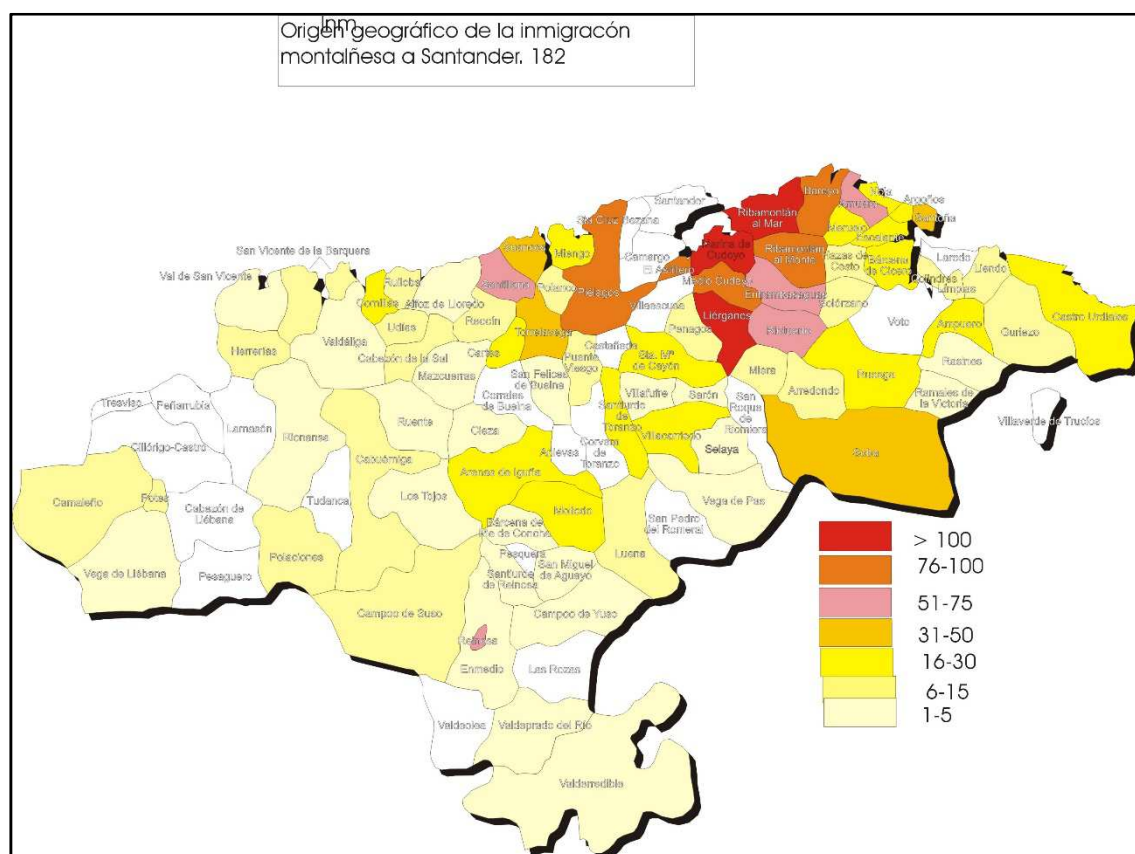 Inm
Origen geográfico de la inmigracón
montalñesa a Santander. 182
Santander
Sta Cruz Bezana
Ribamontán
al Mar
Bareyo
Noja
Arnuero
Argoños
Santoña
Miengo
Suances
Camargo
Marina de
Cudeyo
Ribamontán
al Monte
Meruelo
Escalante
San Vicente de la Barquera
Val de San Vicente
El Astillero
Medio Cudeyo
Hazas de
Cesto
Bárcena
de Cicero
Colindres
Laredo
Liendo
Ruiloba
Comillas
Alfoz de Lloredo
Santillana
Polanco
Piélagos
Villaescusa
Entrambasaguas
Solórzano
Limpias
Castro Urdiales
Udías
Reocín
Torrelavega
Penagos
Liérganes
Riotuerto
Voto
Ampuero
Guriezo
Herrerías
Valdáliga
Cabezón de la Sal
Cartes
Castañeda
Puente
Viesgo
Sta. Mª
de Cayón
Miera
Ruesga
Rasines
Mazcuerras
San Felices
de Buelna
Corrales
de Buelna
Villafufre
Sarón
Arredondo
Ramales de
la Victoria
San
Roque de
Riomiera
Tresviso
Peñarrubia
Lamasón
Rionansa
Ruente
Cieza
Santiurde
de
Toranzo
Villacarriedo
Villaverde de Trucíos
Cillórigo-Castro
Cabuérniga
Anievas
Corvera
de
Toranzo
Selaya
Soba
Camaleño
Potes
Cabezón de
Liébana
Tudanca
Los Tojos
Arenas de Iguña
Molledo
Vega de Pas
San Pedro
del Romeral
Bárcena de
Pie de Concha
Vega de Liébana
Pesaguero
Polaciones
Pesquera
Santiurde
de Reinosa
San Miguel
de Aguayo
Luena
Campoo de Suso
Campoo de Yuso
Reinosa
Enmedio
Las Rozas
Valdeolea
Valdeprado del Río
Valderredible
> 100
76-100
51-75
31-50
16-30
6-15
1-5